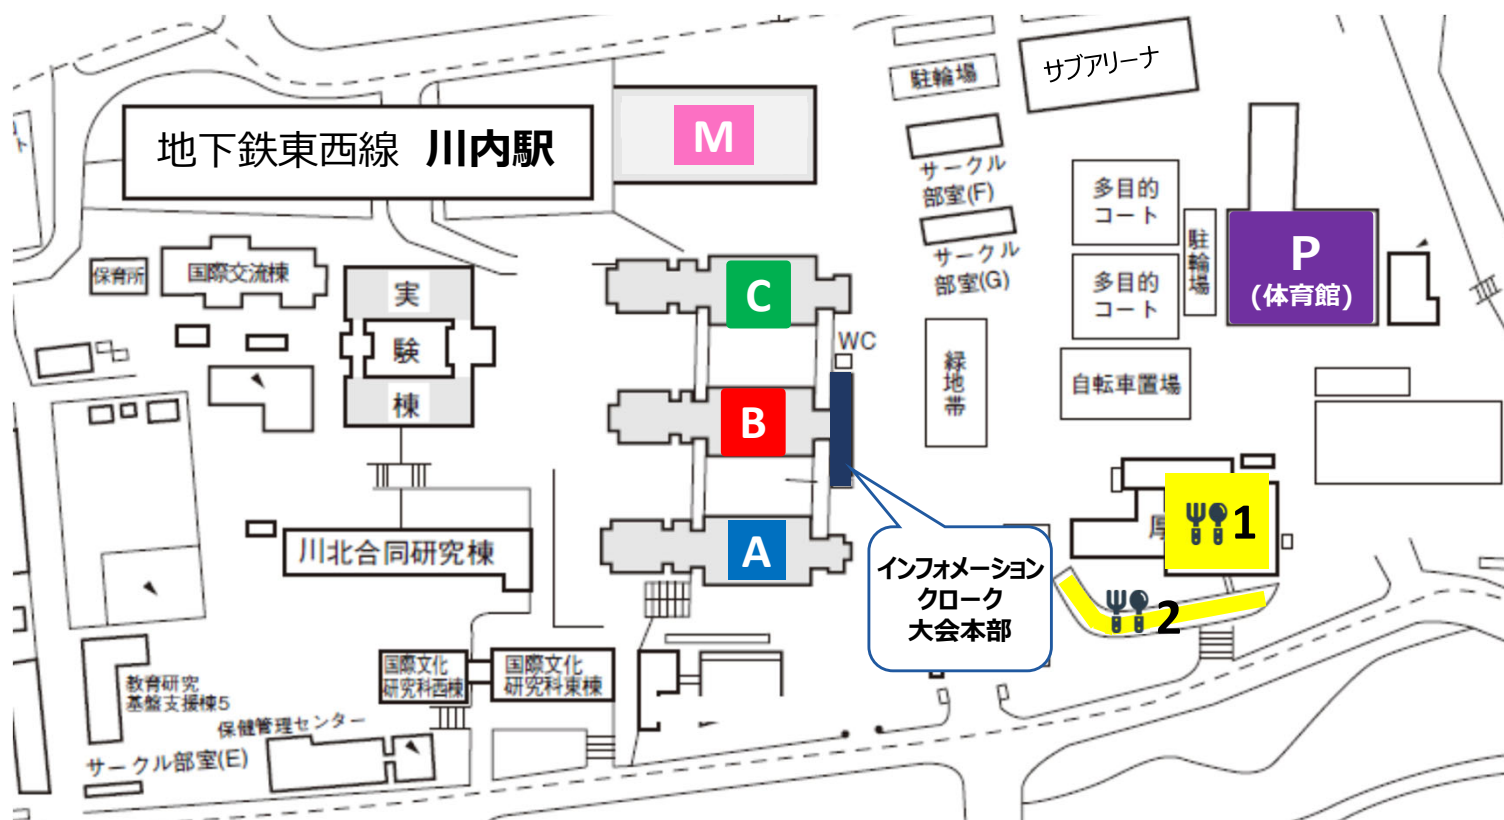 サブアリーナ
駐輪場
地下鉄東西線 川内駅
M
サークル
部室(F)
多目的
コート
サークル
部室(G)
駐輪場
P
(体育館)
保育所
国際交流棟
実
験
棟
C
WC
多目的
コート
緑地帯
自転車置場
B
A
川北合同研究棟
インフォメーション
クローク
大会本部
厚
1
2
国際文化
研究科西棟
国際文化
研究科東棟
教育研究
基盤支援棟5
保健管理センター
サークル部室(E)